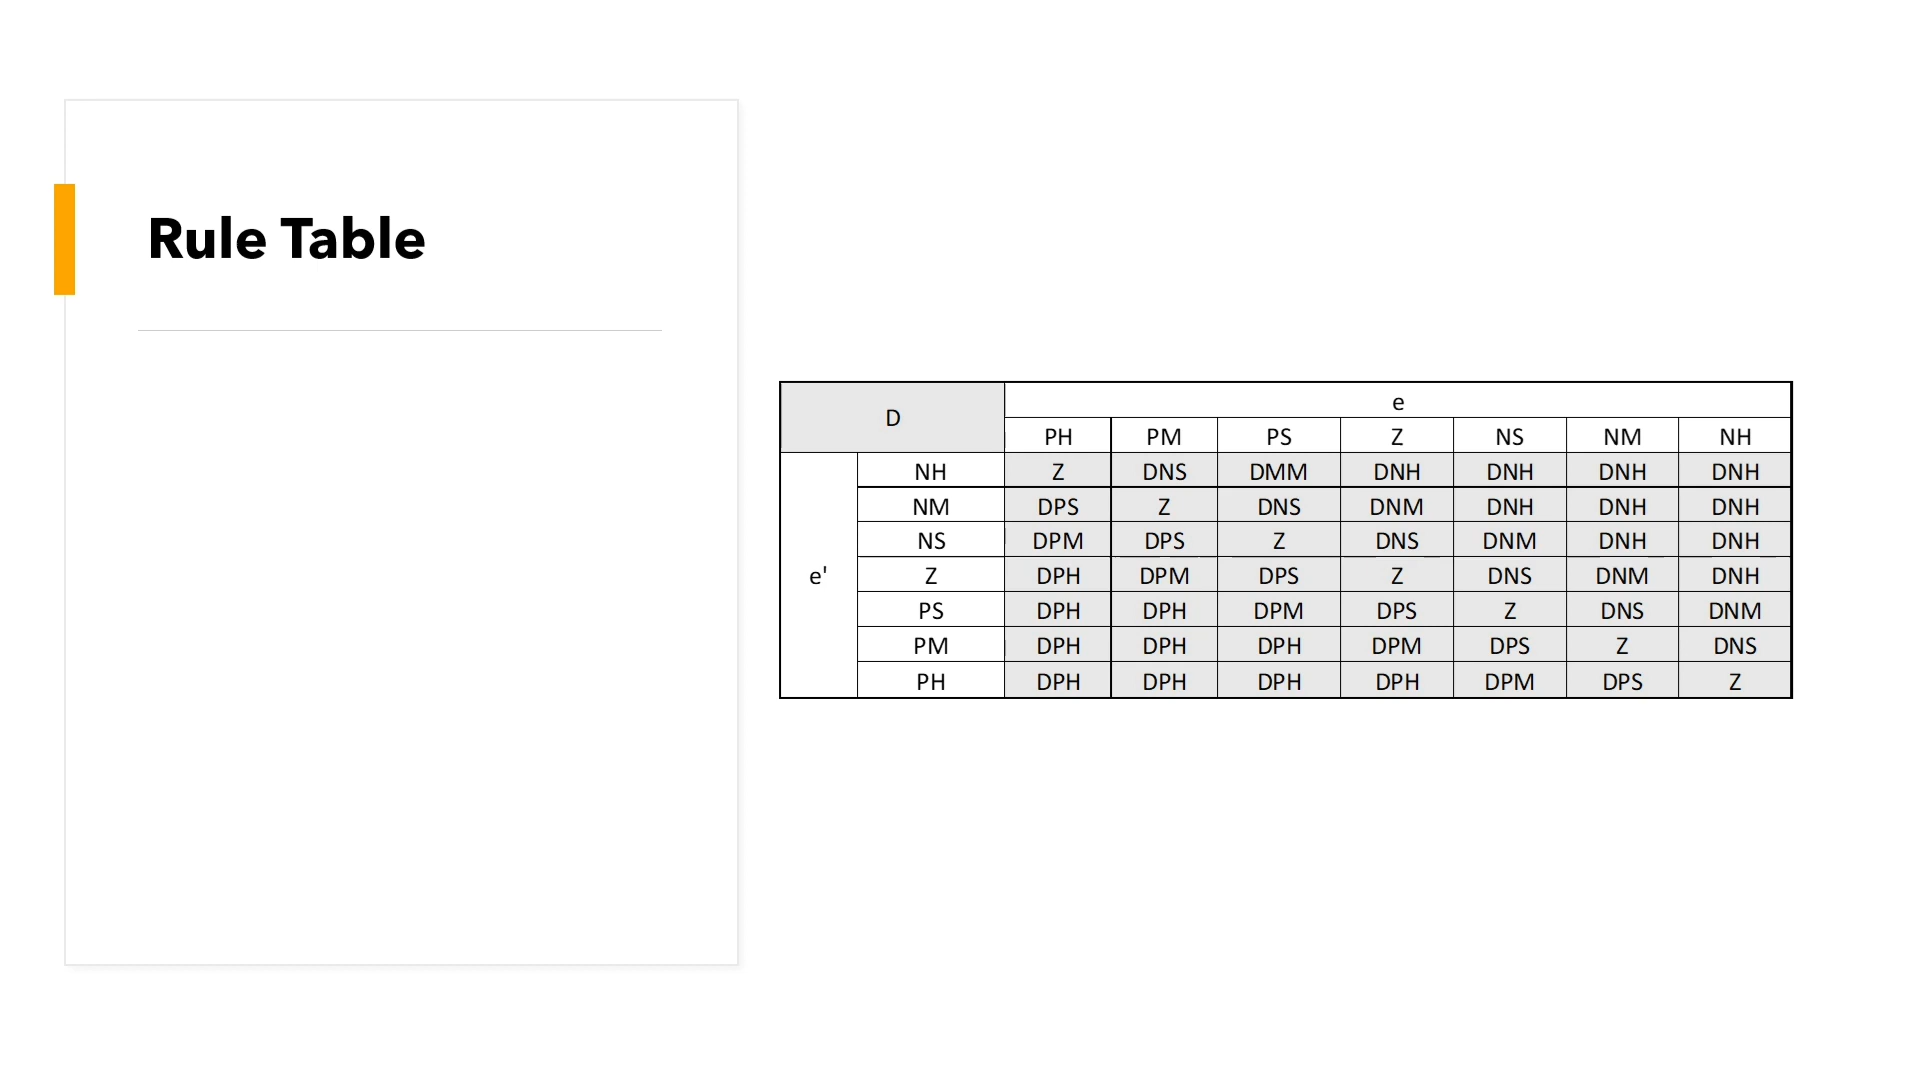 Rule Table
D e
PH PM PS Z NS NM NH
NH Z DNS DMM DNH DNH DNH DNH
NM DPS Z DNS DNM DNH DNH DNH
NS DPM DPS Z DNS DNM DNH DNH
e' Z DPH DPM DPS Z DNS DNM DNH
PS DPH DPH DPM DPS Z DNS DNM
PM DPH DPH DPH DPM DPS Z DNS
PH DPH DPH DPH DPH DPM DPS Z